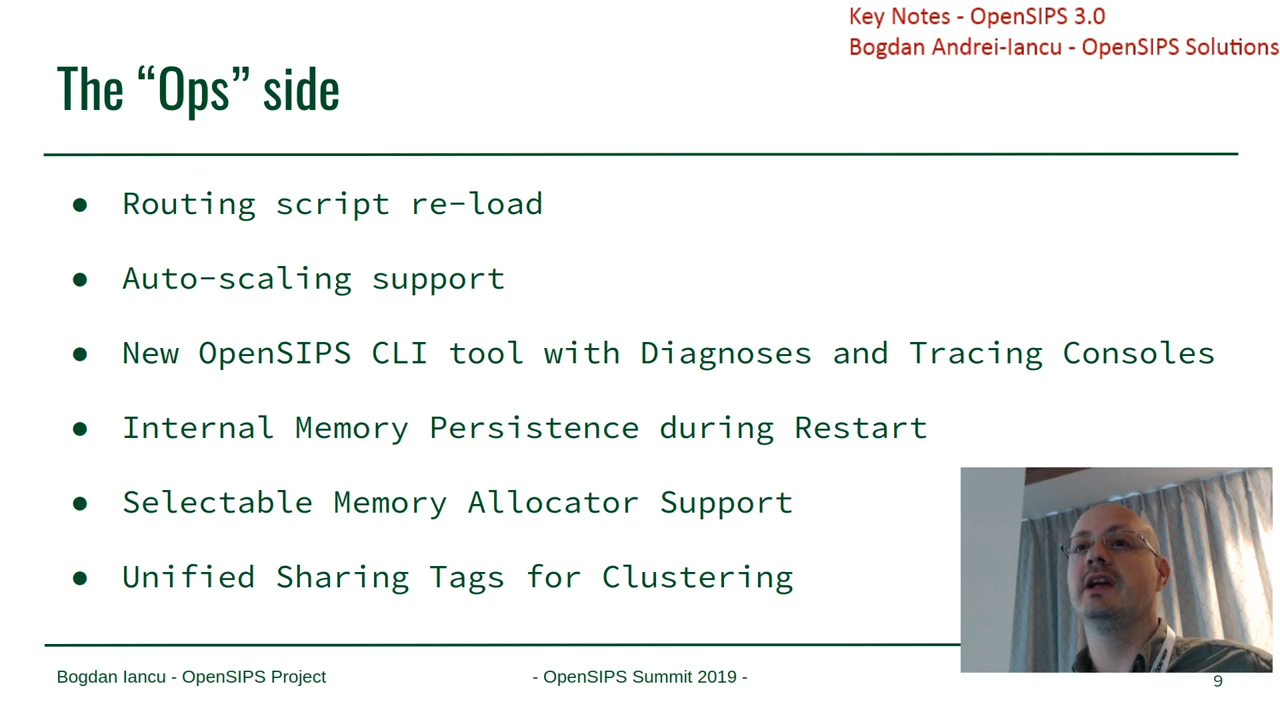 Key Notes - OpenSIPS 3.0
Bogdan Andrei-Iancu - OpenSIPS Solutions
The “Ops” side
● Routing script re-load
● Auto-scaling support
● New OpenSIPS CLI tool with Diagnoses and Tracing Consoles
● Internal Memory Persistence during Restart
● Selectable Memory Allocator Support
● Unified Sharing Tags for Clustering
Bogdan Iancu - OpenSIPS Project
- OpenSIPS Summit 2019 -
9